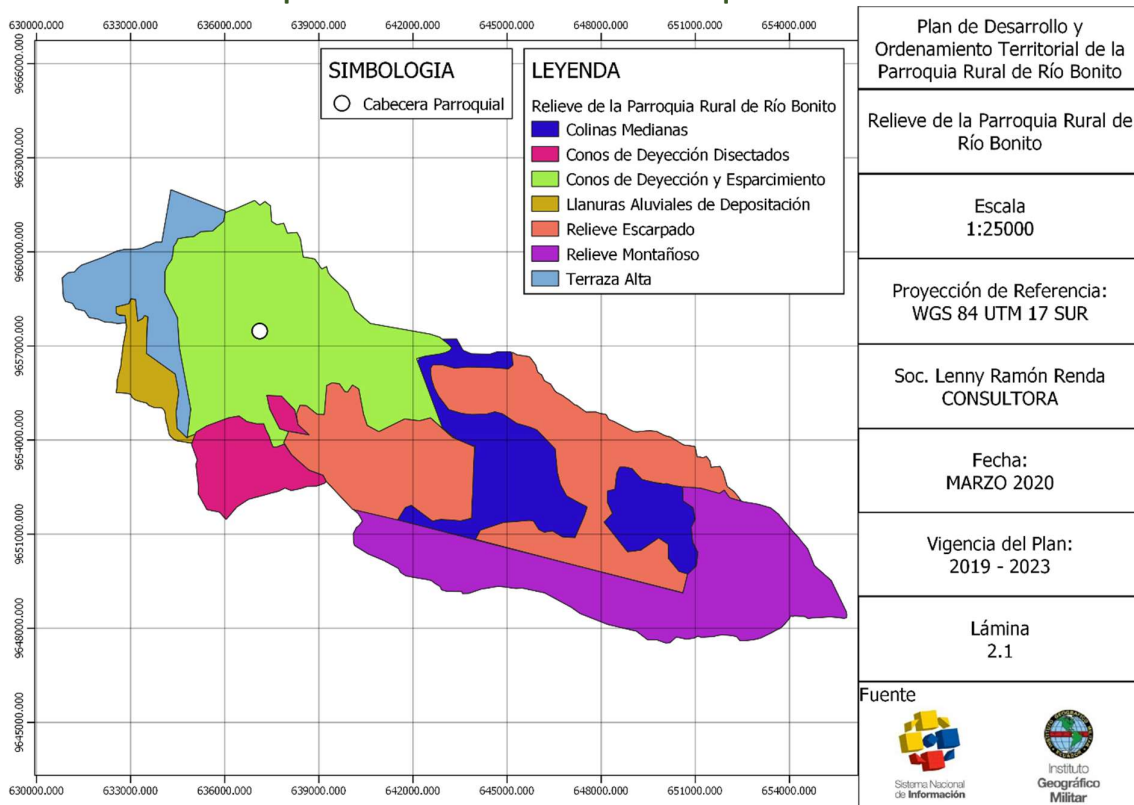 630000.000 633000.000 636000.000 639000.000 642000.000 645000.000 648000.000 651000.000 654000.000
9666000.000
9663000.000
9660000.000
9657000.000
9654000.000
9651000.000
9648000.000
9645000.000
SIMBOLOGIA
Cabecera Parroquial
LEYENDA
Relieve de la Parroquia Rural de Río Bonito
Colinas Medianas
Conos de Deyección Disectados
Conos de Deyección y Esparcimiento
Llanuras Aluviales de Depositación
Relieve Escarpado
Relieve Montañoso
Terraza Alta
630000.000 633000.000 636000.000 639000.000 642000.000 645000.000 648000.000 651000.000 654000.000
Plan de Desarrollo y
Ordenamiento Territorial de la
Parroquia Rural de Río Bonito
Relieve de la Parroquia Rural de
Río Bonito
Escala
1:25000
Proyección de Referencia:
WGS 84 UTM 17 SUR
Soc. Lenny Ramón Renda
CONSULTORA
Fecha:
MARZO 2020
Vigencia del Plan:
2019 - 2023
Lámina
2.1
Fuente
Sistema Nacional
de Información
Instituto
Geográfico
Militar